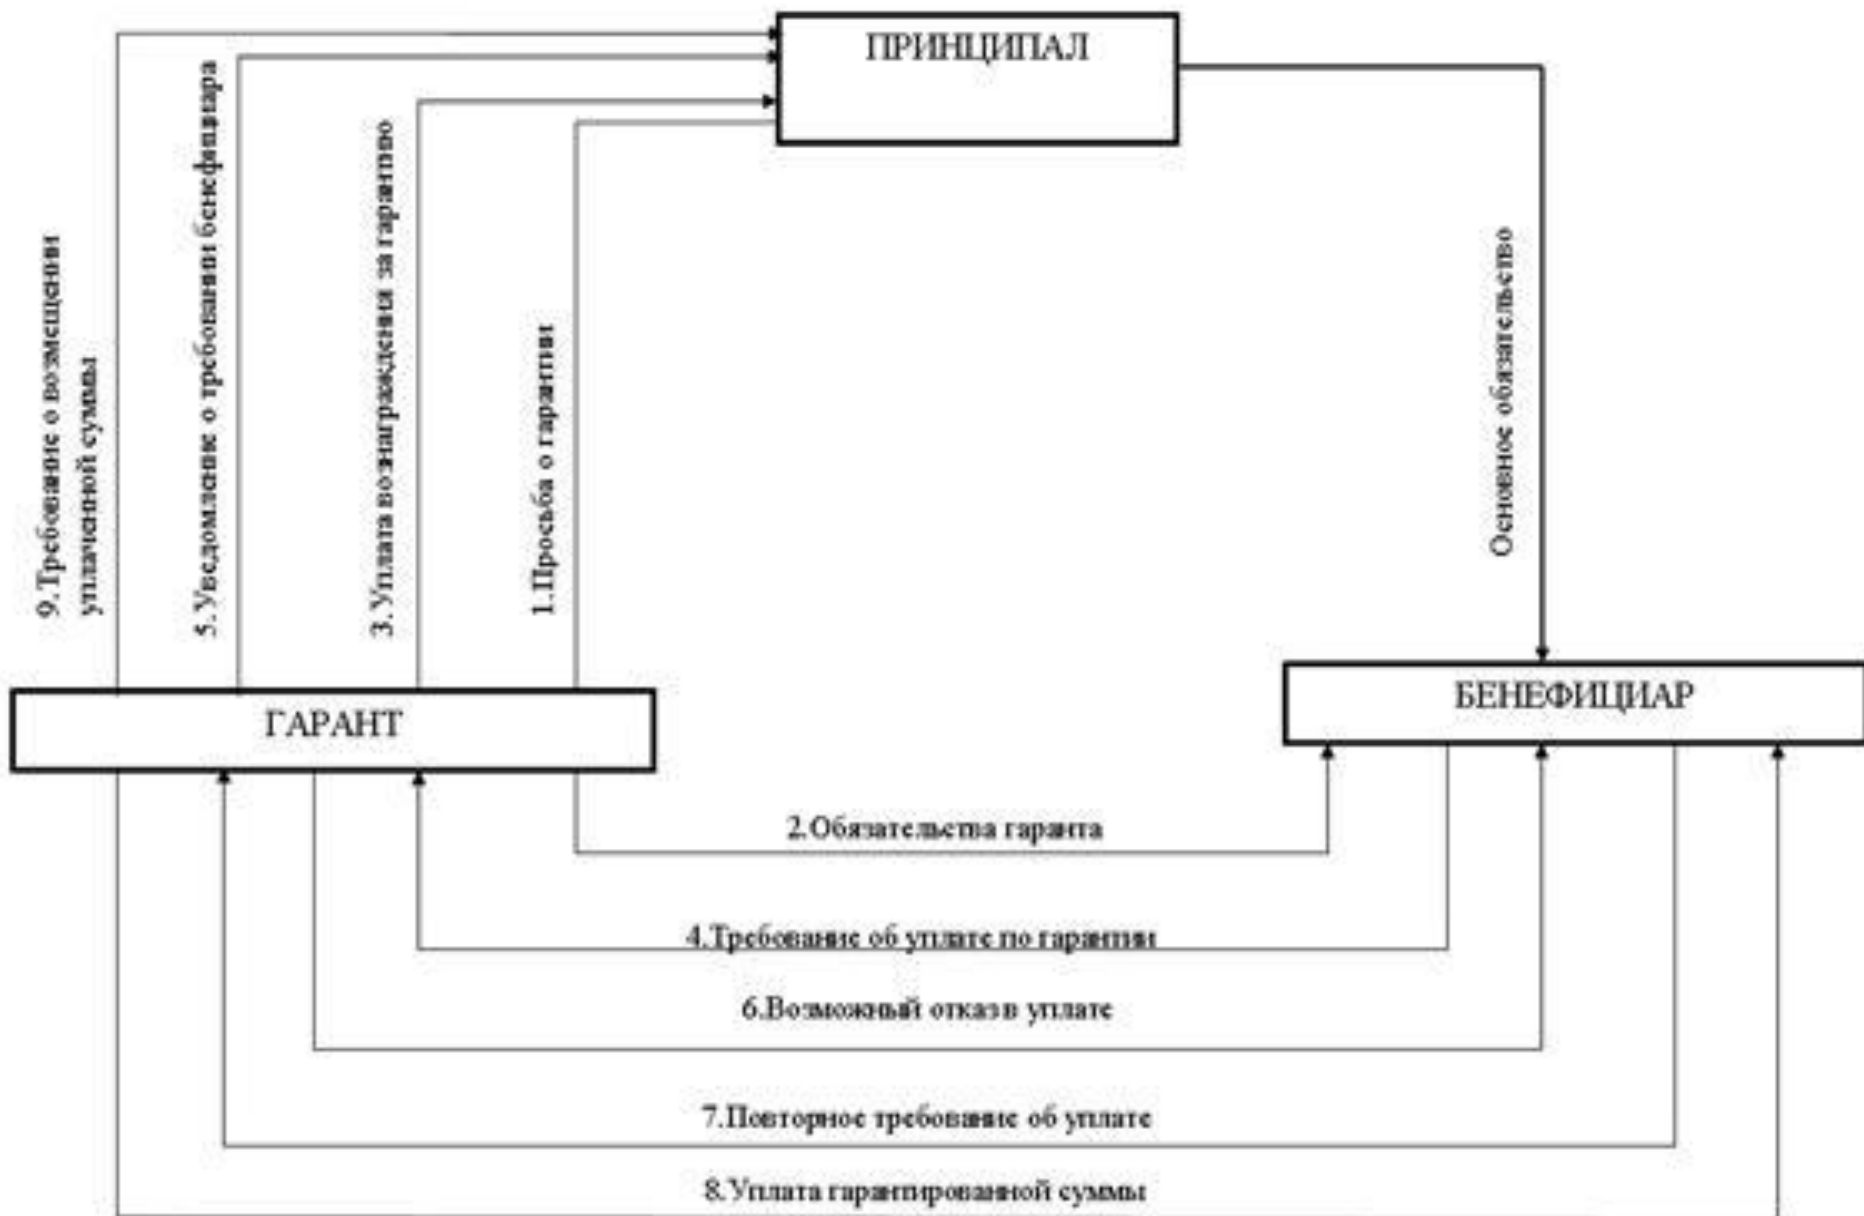 ПРИНЦИПАЛ
9.Требование о возмещении
уплаченной суммы
5.Уведомление о требовании бенефициара
3.Уплата вознаграждения за гарантию
1.Просьба о гарантии
Основное обязательство
ГАРАНТ
БЕНЕФИЦИАР
2.Обязательства гаранта
4.Требование об уплате по гарантии
6.Возможный отказ в уплате
7.Повторное требование об уплате
8.Уплата гарантированной суммы